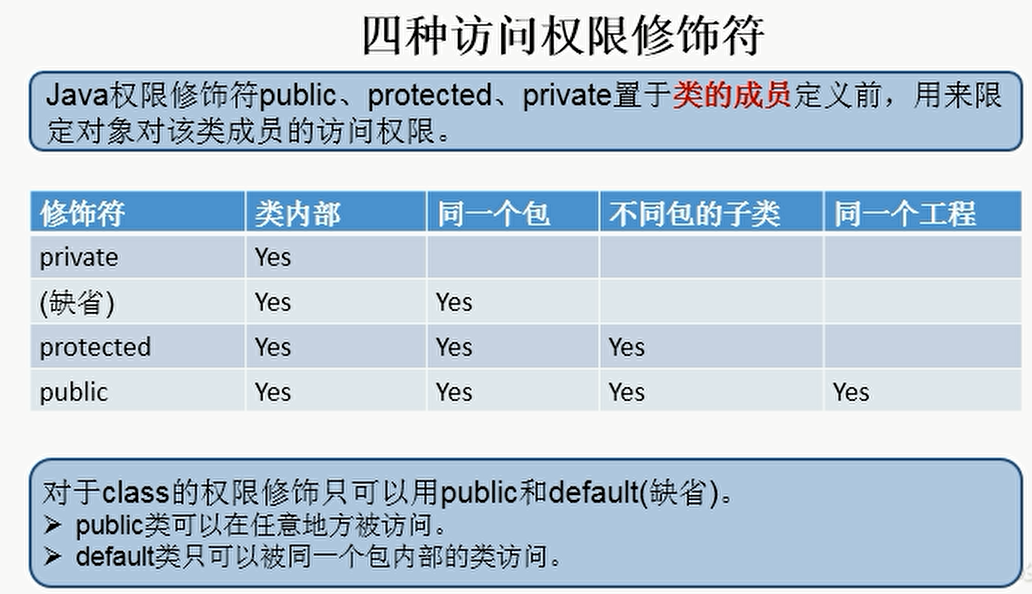 四种访问权限修饰符
Java权限修饰符public、protected、private置于类的成员定义前，用来限
定对象对该类成员的访问权限。
修饰符 类内部 同一个包 不同包的子类 同一个工程
private Yes
(缺省) Yes Yes
protected Yes Yes Yes
public Yes Yes Yes Yes
对于class的权限修饰只可以用public和default(缺省)。
➢ public类可以在任意地方被访问。
➢ default类只可以被同一个包内部的类访问。